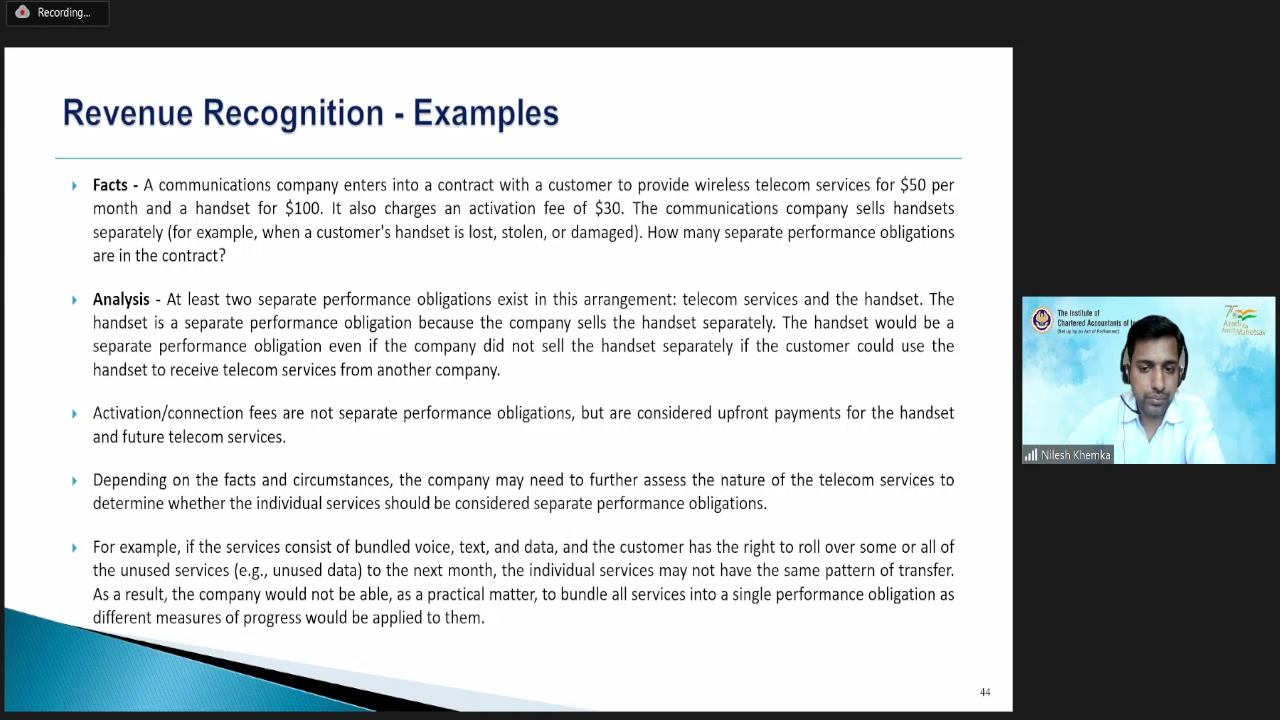 Recording...
Revenue Recognition - Examples
Facts - A communications company enters into a contract with a customer to provide wireless telecom services for $50 per
month and a handset for $100. It also charges an activation fee of $30. The communications company sells handsets
separately (for example, when a customer's handset is lost, stolen, or damaged). How many separate performance obligations
are in the contract?
Analysis - At least two separate performance obligations exist in this arrangement: telecom services and the handset. The
handset is a separate performance obligation because the company sells the handset separately. The handset would be a
separate performance obligation even if the company did not sell the handset separately if the customer could use the
handset to receive telecom services from another company.
Activation/connection fees are not separate performance obligations, but are considered upfront payments for the handset
and future telecom services.
Depending on the facts and circumstances, the company may need to further assess the nature of the telecom services to
determine whether the individual services should be considered separate performance obligations.
For example, if the services consist of bundled voice, text, and data, and the customer has the right to roll over some or all of
the unused services (e.g., unused data) to the next month, the individual services may not have the same pattern of transfer.
As a result, the company would not be able, as a practical matter, to bundle all services into a single performance obligation as
different measures of progress would be applied to them.
44
The Institute of
Chartered Accountants of
(Set up by an Act of Parliament)
Azadi Ka
Amrit Mahotsav
Nilesh Khemka